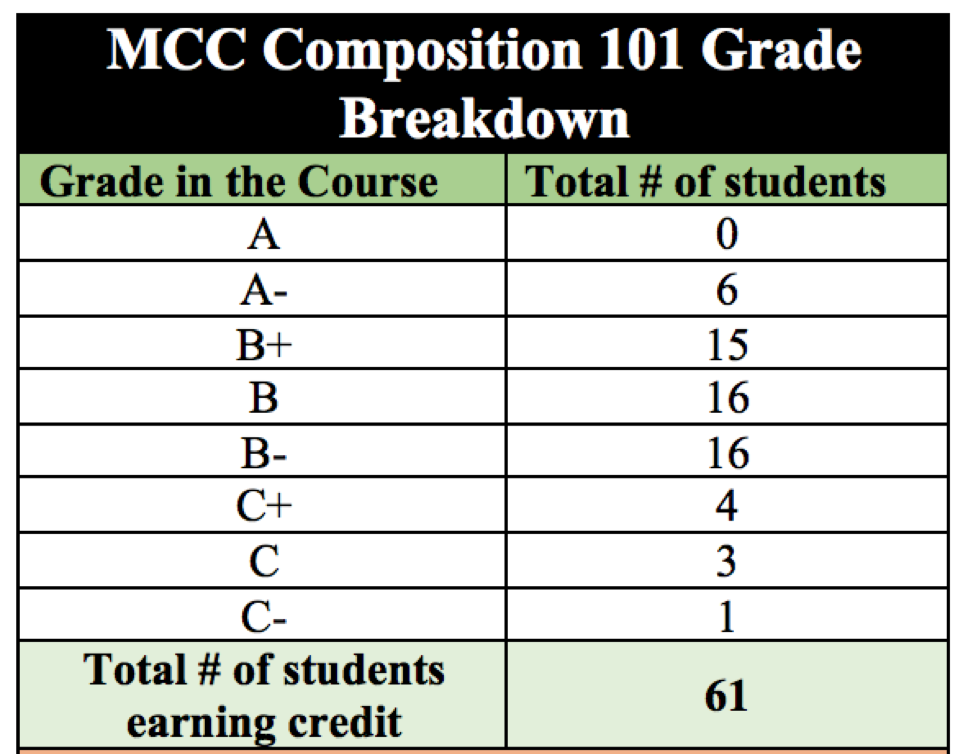 MCC Composition 101 Grade
Breakdown
Grade in the Course Total # of students
A 0
A- 6
B+ 15
B 16
B- 16
C+ 4
C 3
C- 1
Total # of students
earning credit 61